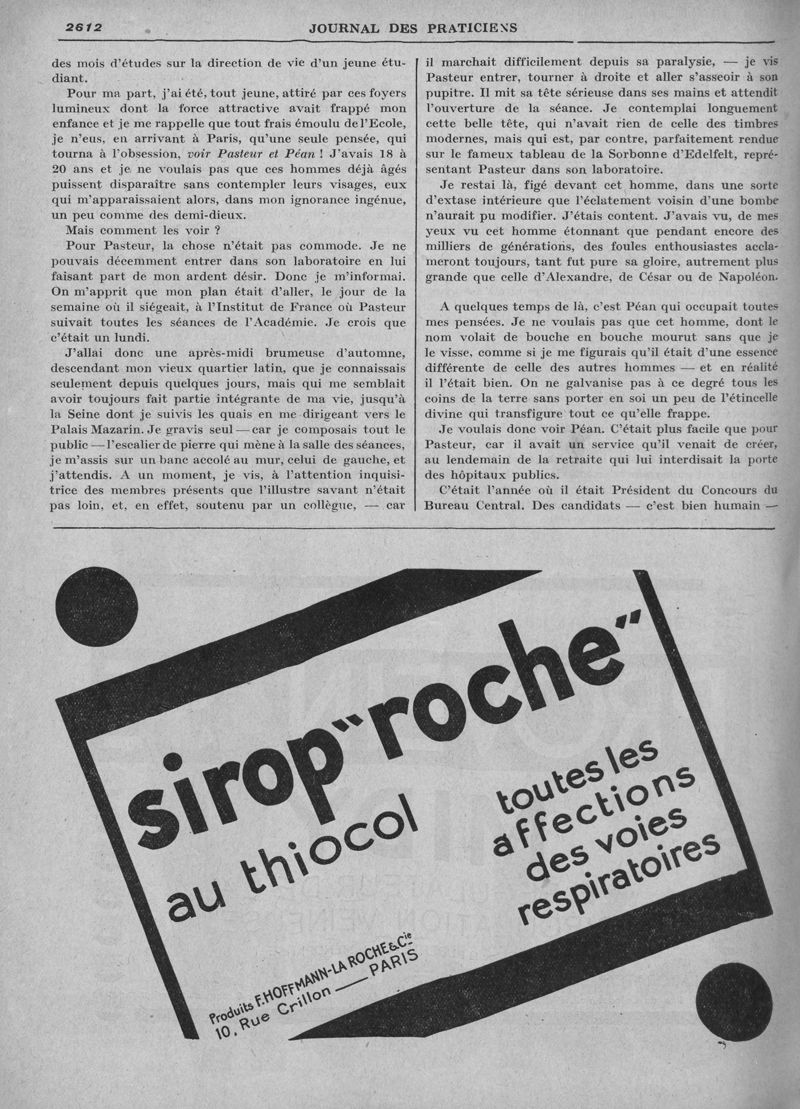 2612
JOURNAL DES PRATICIENS
des mois d'études sur la direction de vie d'un jeune étu-
diant.
Pour ma part, j'ai été, tout jeune, attiré par ces foyers
lumineux dont la force attractive avait frappé mon
enfance et je me rappelle que tout frais émoulu de l'Ecole,
je n'eus, en arrivant à Paris, qu'une seule pensée, qui
tourna à l'obsession, voir Pasteur et Péan ! J'avais 18 à
20 ans et je ne voulais pas que ces hommes déjà âgés
puissent disparaître sans contempler leurs visages, eux
qui m'apparaissaient alors, dans mon ignorance ingénue,
un peu comme des demi-dieux.
Mais comment les voir ?
Pour Pasteur, la chose n'était pas commode. Je ne
pouvais décemment entrer dans son laboratoire en lui
faisant part de mon ardent désir. Donc je m'informai.
On m'apprit que mon plan était d'aller, le jour de la
semaine où il siégeait, à l'Institut de France où Pasteur
suivait toutes les séances de l'Académie. Je crois que
c'était un lundi.
J'allai donc une après-midi brumeuse d'automne,
descendant mon vieux quartier latin, que je connaissais
seulement depuis quelques jours, mais qui me semblait
avoir toujours fait partie intégrante de ma vie, jusqu'à
la Seine dont je suivis les quais en me dirigeant vers le
Palais Mazarin. Je gravis seul — car je composais tout le
public — l'escalier de pierre qui mène à la salle des séances,
je m'assis sur un banc accolé au mur, celui de gauche, et
j'attendis. A un moment, je vis, à l'attention inquisi-
trice des membres présents que l'illustre savant n'était
pas loin, et, en effet, soutenu par un collègue, — car
il marchait difficilement depuis sa paralysie, — je vis
Pasteur entrer, tourner à droite et aller s'asseoir à son
pupitre. Il mit sa tête sérieuse dans ses mains et attendit
l'ouverture de la séance. Je contemplai longuement
cette belle tête, qui n'avait rien de celle des timbres
modernes, mais qui est, par contre, parfaitement rendue
sur le fameux tableau de la Sorbonne d'Edelfelt, repré-
sentant Pasteur dans son laboratoire.
Je restai là, figé devant cet homme, dans une sorte
d'extase intérieure que l'éclatement voisin d'une bombe
n'aurait pu modifier. J'étais content. J'avais vu, de mes
yeux vu cet homme étonnant que pendant encore des
milliers de générations, des foules enthousiastes accla-
meront toujours, tant fut pure sa gloire, autrement plus
grande que celle d'Alexandre, de César ou de Napoléon.
A quelques temps de là, c'est Péan qui occupait toutes
mes pensées. Je ne voulais pas que cet homme, dont le
nom volait de bouche en bouche mourut sans que je
le visse, comme si je me figurais qu'il était d'une essence
différente de celle des autres hommes — et en réalité
il l'était bien. On ne galvanise pas à ce degré tous les
coins de la terre sans porter en soi un peu de l'étincelle
divine qui transfigure tout ce qu'elle frappe.
Je voulais donc voir Péan. C'était plus facile que pour
Pasteur, car il avait un service qu'il venait de créer,
au lendemain de la retraite qui lui interdisait la porte
des hôpitaux publics.
C'était l'année où il était Président du Concours du
Bureau Central. Des candidats — c'est bien humain —
sirop "roche"
au thiocol
toutes les
affections
des voies
respiratoires
Produits F. HOFFMANN-LA ROCHE & Cie
10, Rue Crillon — PARIS